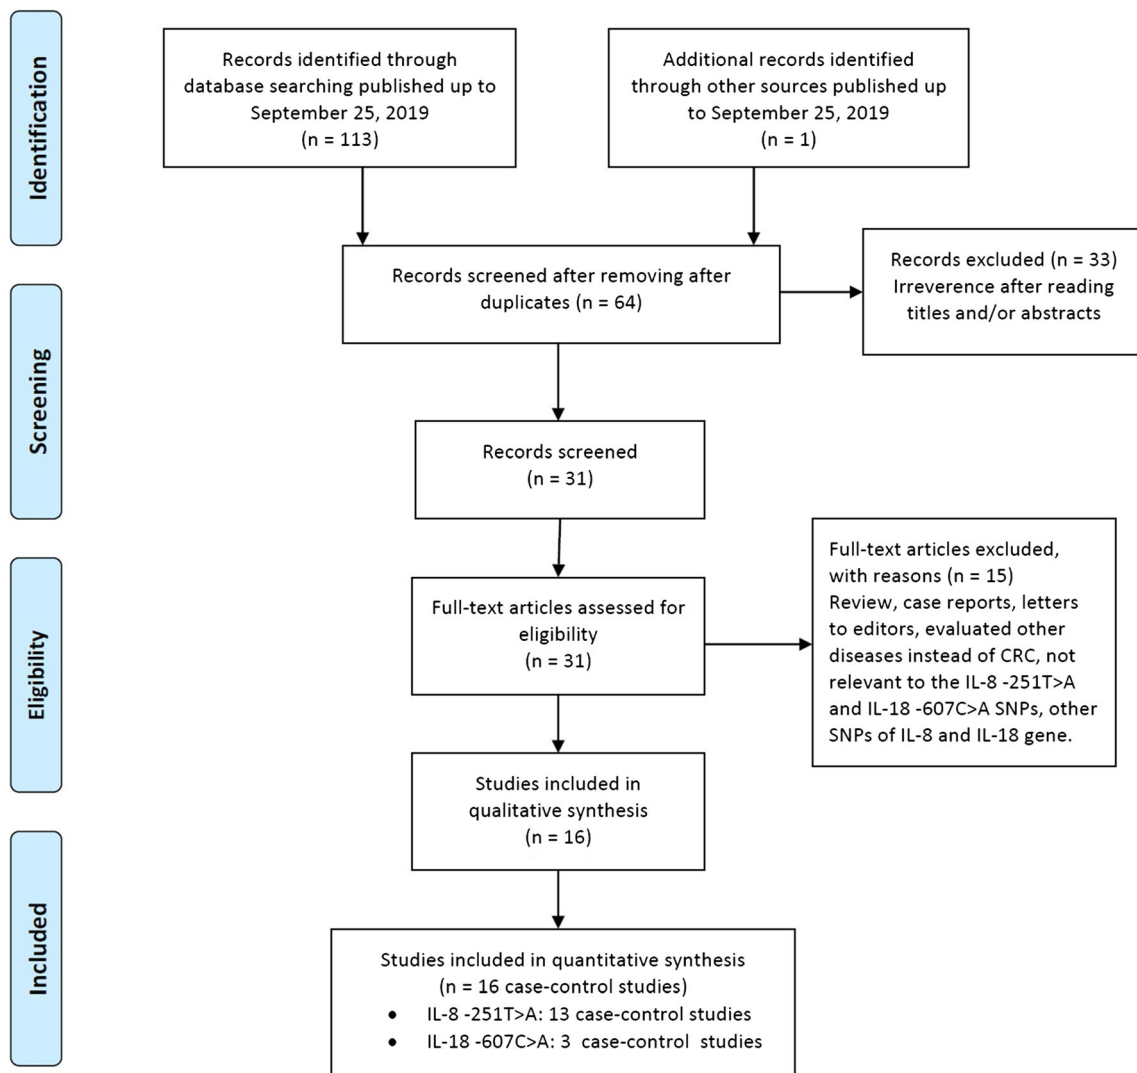 Identification
Records identified through
database searching published up to
September 25, 2019
(n = 113)
Additional records identified
through other sources published up
to September 25, 2019
(n = 1)
Records screened after removing after
duplicates (n = 64)
Records excluded (n = 33)
Irreverence after reading
titles and/or abstracts
Screening
Records screened
(n = 31)
Eligibility
Full-text articles assessed for
eligibility
(n = 31)
Full-text articles excluded,
with reasons (n = 15)
Review, case reports, letters
to editors, evaluated other
diseases instead of CRC, not
relevant to the IL-8 -251T>A
and IL-18 -607C>A SNPs, other
SNPs of IL-8 and IL-18 gene.
Studies included in
qualitative synthesis
(n = 16)
Included
Studies included in quantitative synthesis
(n = 16 case-control studies)
• IL-8 -251T>A: 13 case-control studies
• IL-18 -607C>A: 3 case-control studies